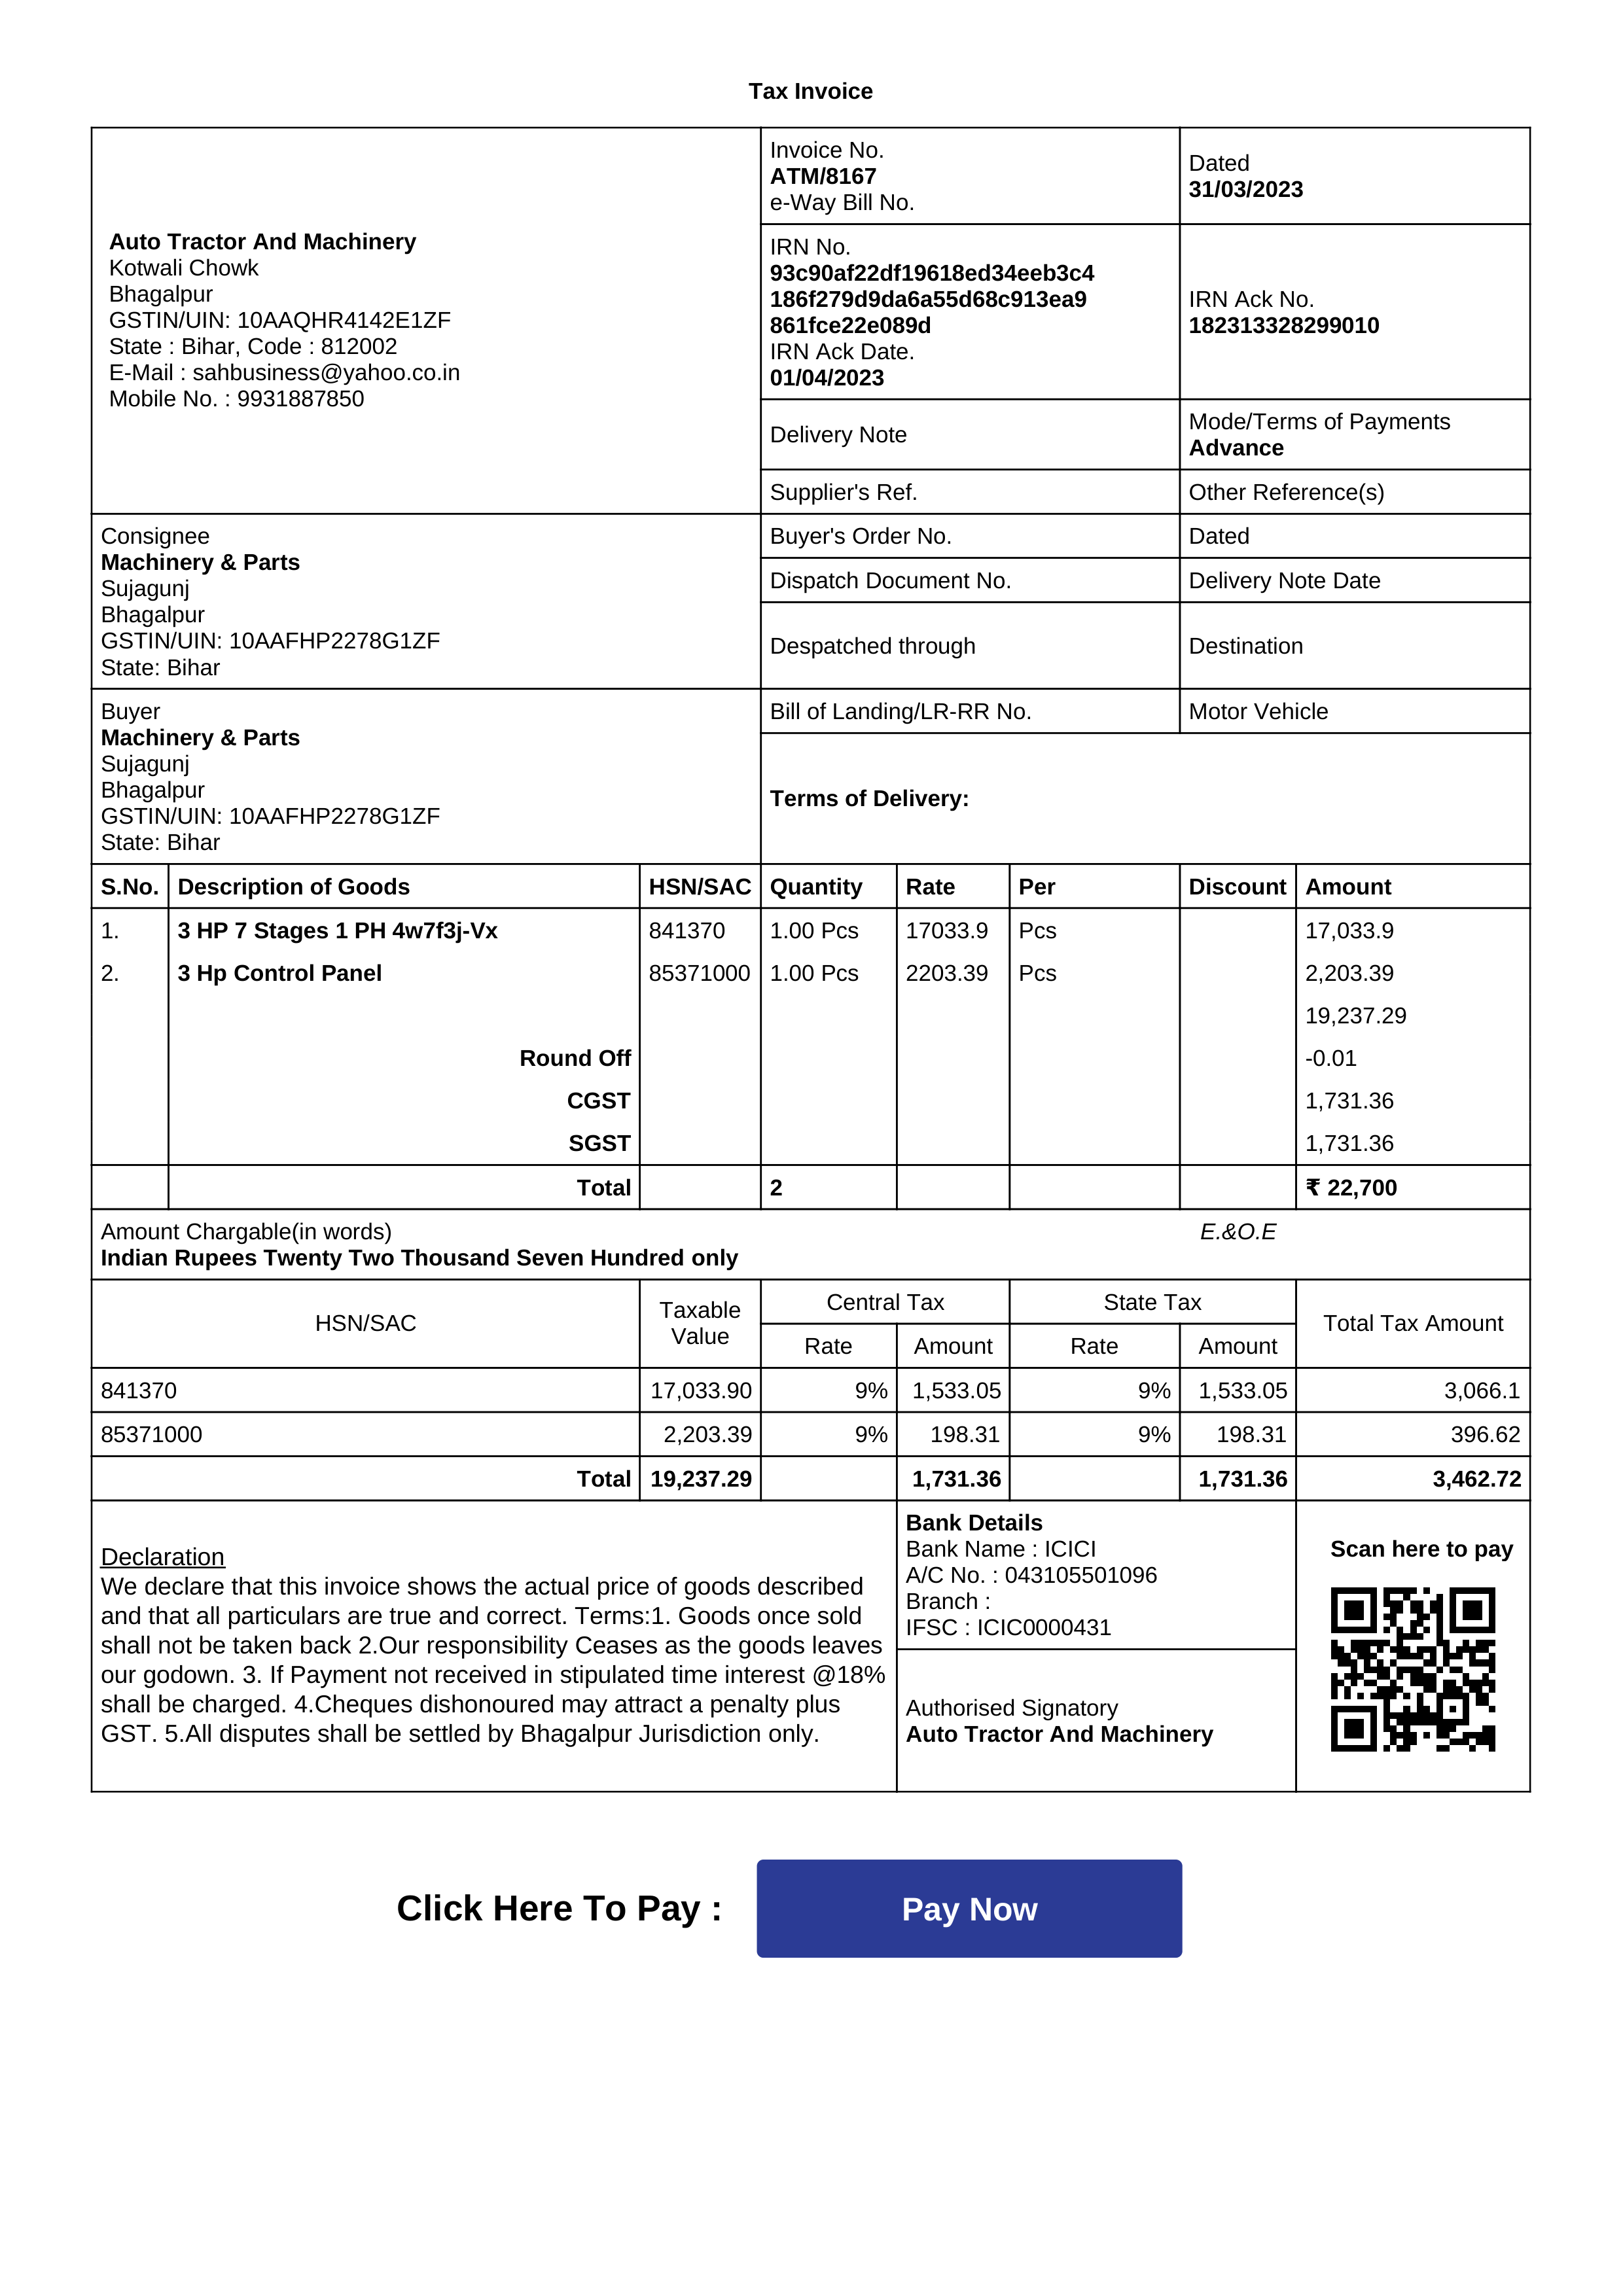 Tax Invoice
Auto Tractor And Machinery
Kotwali Chowk
Bhagalpur
GSTIN/UIN: 10AAQHR4142E1ZF
State : Bihar, Code : 812002
E-Mail : sahbusiness@yahoo.co.in
Mobile No. : 9931887850
Invoice No.
ATM/8167
e-Way Bill No.
Dated
31/03/2023
IRN No.
93c90af22df19618ed34eeb3c4
186f279d9da6a55d68c913ea9
861fce22e089d
IRN Ack Date.
01/04/2023
IRN Ack No.
182313328299010
Delivery Note
Mode/Terms of Payments
Advance
Supplier's Ref.
Other Reference(s)
Consignee
Machinery & Parts
Sujagunj
Bhagalpur
GSTIN/UIN: 10AAFHP2278G1ZF
State: Bihar
Buyer's Order No.
Dated
Dispatch Document No.
Delivery Note Date
Despatched through
Destination
Buyer
Machinery & Parts
Sujagunj
Bhagalpur
GSTIN/UIN: 10AAFHP2278G1ZF
State: Bihar
Bill of Landing/LR-RR No.
Motor Vehicle
Terms of Delivery:
S.No. Description of Goods HSN/SAC Quantity Rate Per Discount Amount
1. 3 HP 7 Stages 1 PH 4w7f3j-Vx 841370 1.00 Pcs 17033.9 Pcs 17,033.9
2. 3 Hp Control Panel 85371000 1.00 Pcs 2203.39 Pcs 2,203.39
19,237.29
Round Off -0.01
CGST 1,731.36
SGST 1,731.36
Total 2 ₹ 22,700
Amount Chargable(in words) E.&O.E
Indian Rupees Twenty Two Thousand Seven Hundred only
HSN/SAC Taxable Value Central Tax State Tax Total Tax Amount
Rate Amount Rate Amount
841370 17,033.90 9% 1,533.05 9% 1,533.05 3,066.1
85371000 2,203.39 9% 198.31 9% 198.31 396.62
Total 19,237.29 1,731.36 1,731.36 3,462.72
Declaration
We declare that this invoice shows the actual price of goods described
and that all particulars are true and correct. Terms:1. Goods once sold
shall not be taken back 2.Our responsibility Ceases as the goods leaves
our godown. 3. If Payment not received in stipulated time interest @18%
shall be charged. 4.Cheques dishonoured may attract a penalty plus
GST. 5.All disputes shall be settled by Bhagalpur Jurisdiction only.
Bank Details
Bank Name : ICICI
A/C No. : 043105501096
Branch :
IFSC : ICIC0000431
Authorised Signatory
Auto Tractor And Machinery
Scan here to pay
Click Here To Pay : Pay Now